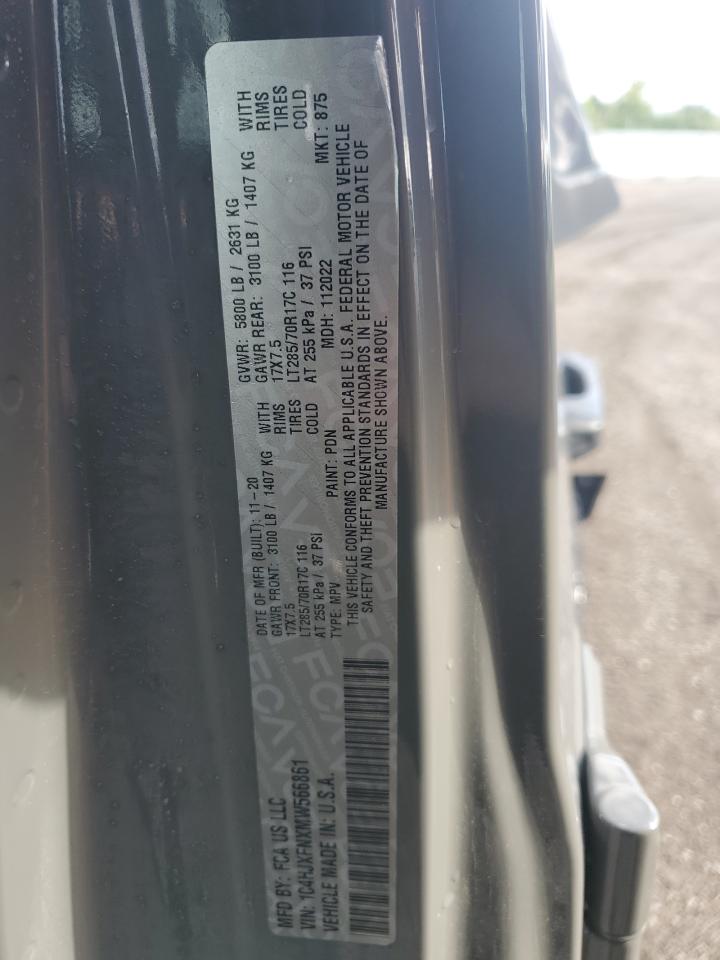 MFD BY: FCA US LLC
VIN: 1C4HJXFNXMW566861
VEHICLE MADE IN: U.S.A.
DATE OF MFR (BUILT): 11-20
GVWR: 5800 LB / 2631 KG
GAWR FRONT: 3100 LB / 1407 KG WITH
GAWR REAR: 3100 LB / 1407 KG WITH
17X7.5 RIMS
17X7.5 RIMS
LT285/70R17C 116 TIRES
LT285/70R17C 116 TIRES
AT 255 kPa / 37 PSI COLD
AT 255 kPa / 37 PSI COLD
TYPE: MPV PAINT: PDN MDH: 112022 MKT: 875
THIS VEHICLE CONFORMS TO ALL APPLICABLE U.S.A. FEDERAL MOTOR VEHICLE
SAFETY AND THEFT PREVENTION STANDARDS IN EFFECT ON THE DATE OF
MANUFACTURE SHOWN ABOVE.